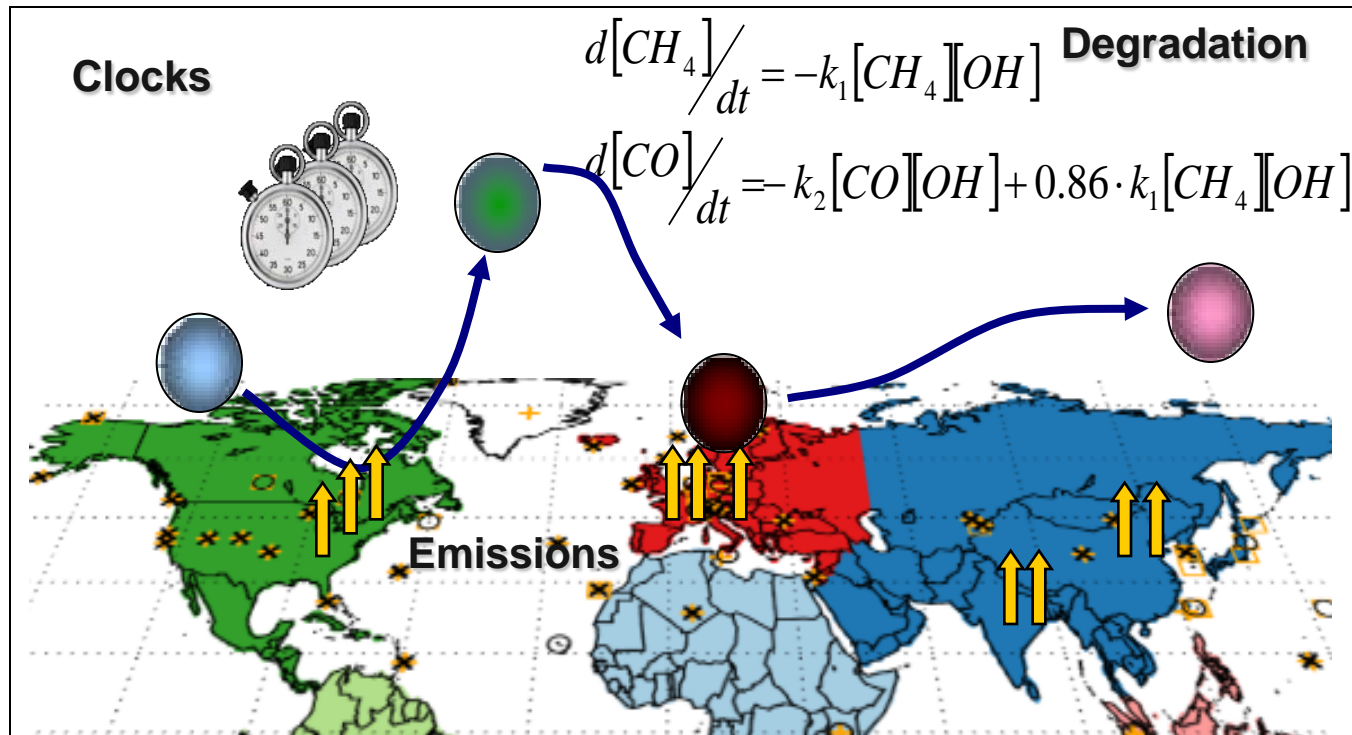 Clocks
d[CH₄]/dt = -k₁[CH₄][OH]
Degradation
d[CO]/dt = -k₂[CO][OH] + 0.86 · k₁[CH₄][OH]
Emissions